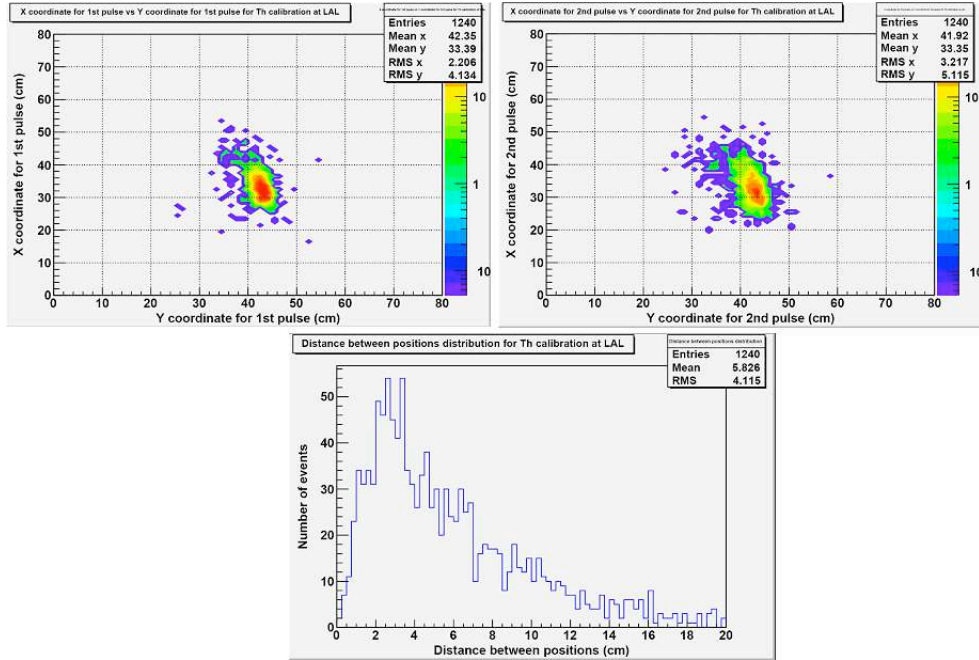 X coordinate for 1st pulse vs Y coordinate for 1st pulse for Th calibration at LAL
Entries 1240
Mean x 42.35
Mean y 33.39
RMS x 2.206
RMS y 4.134
X coordinate for 1st pulse (cm)
80
70
60
50
40
30
20
10
0
0 10 20 30 40 50 60 70 80
Y coordinate for 1st pulse (cm)
10
1
10
X coordinate for 2nd pulse vs Y coordinate for 2nd pulse for Th calibration at LAL
Entries 1240
Mean x 41.92
Mean y 33.35
RMS x 3.217
RMS y 5.115
X coordinate for 2nd pulse (cm)
80
70
60
50
40
30
20
10
0
0 10 20 30 40 50 60 70 80
Y coordinate for 2nd pulse (cm)
10
1
10
Distance between positions distribution for Th calibration at LAL
Distance between positions distribution
Entries 1240
Mean 5.826
RMS 4.115
Number of events
50
40
30
20
10
0
0 2 4 6 8 10 12 14 16 18 20
Distance between positions (cm)